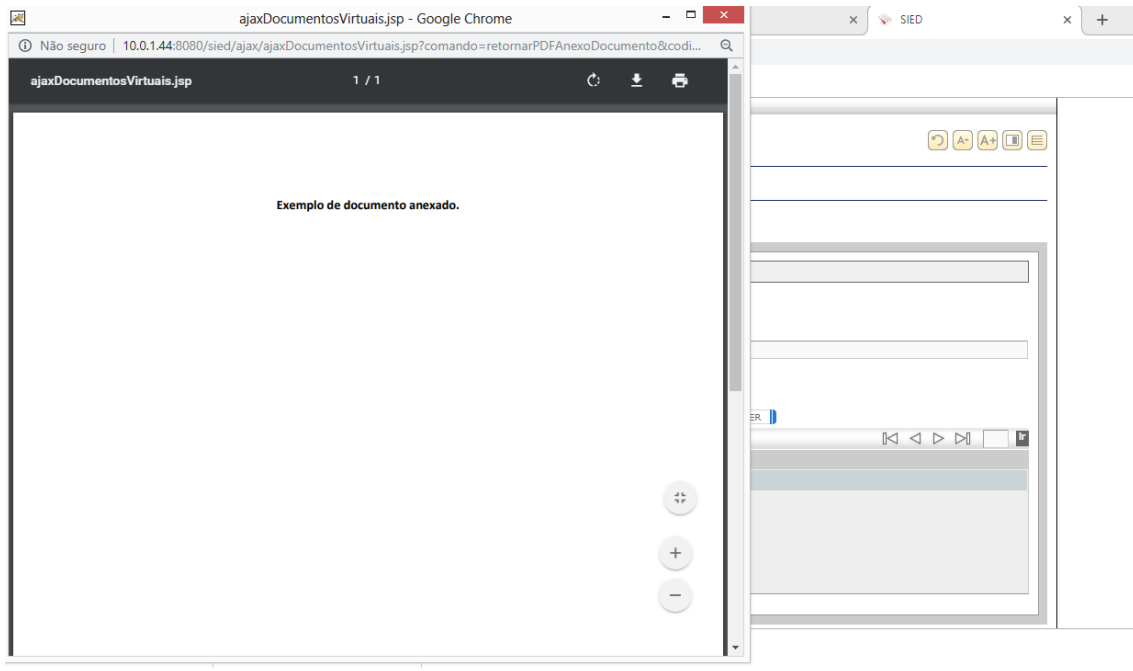 ajaxDocumentosVirtuais.jsp - Google Chrome
SIED
Não seguro | 10.0.1.44:8080/sied/ajax/ajaxDocumentosVirtuais.jsp?comando=retornarPDFAnexoDocumento&codi...
ajaxDocumentosVirtuais.jsp 1 / 1
A- A+
Exemplo de documento anexado.
ER
Ir